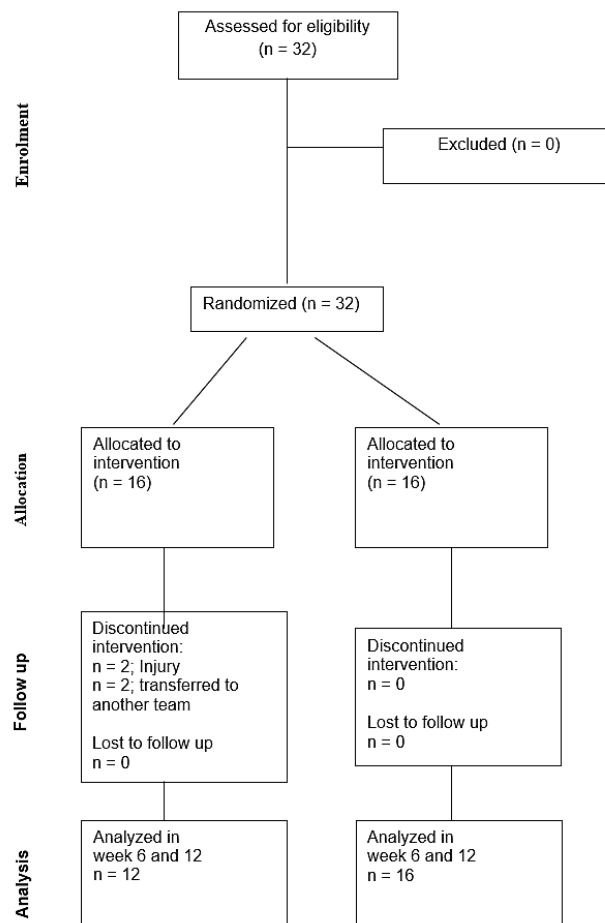 Assessed for eligibility
(n = 32)
Enrolment
Excluded (n = 0)
Randomized (n = 32)
Allocation
Allocated to
intervention
(n = 16)
Allocated to
intervention
(n = 16)
Follow up
Discontinued
intervention:
n = 2; Injury
n = 2; transferred to
another team
Lost to follow up
n = 0
Discontinued
intervention:
n = 0
Lost to follow up
n = 0
Analysis
Analyzed in
week 6 and 12
n = 12
Analyzed in
week 6 and 12
n = 16